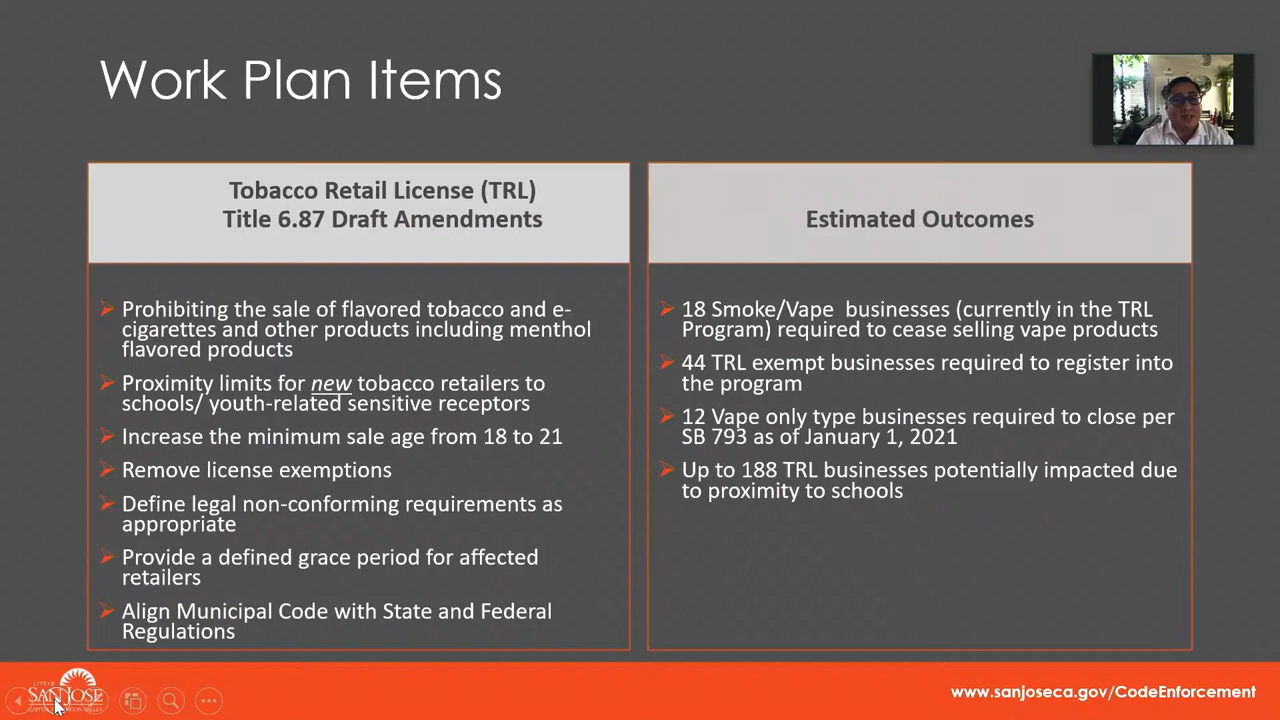 Work Plan Items
Tobacco Retail License (TRL)
Title 6.87 Draft Amendments
Prohibiting the sale of flavored tobacco and e-
cigarettes and other products including menthol
flavored products
Proximity limits for new tobacco retailers to
schools/ youth-related sensitive receptors
Increase the minimum sale age from 18 to 21
Remove license exemptions
Define legal non-conforming requirements as
appropriate
Provide a defined grace period for affected
retailers
Align Municipal Code with State and Federal
Regulations
Estimated Outcomes
18 Smoke/Vape businesses (currently in the TRL
Program) required to cease selling vape products
44 TRL exempt businesses required to register into
the program
12 Vape only type businesses required to close per
SB 793 as of January 1, 2021
Up to 188 TRL businesses potentially impacted due
to proximity to schools
CITY OF
SAN JOSE
www.sanjoseca.gov/CodeEnforcement